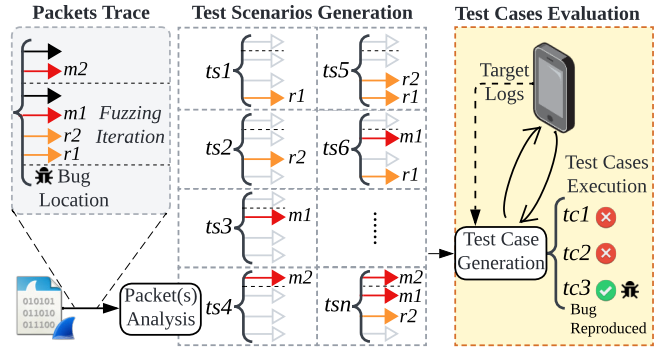 Packets Trace
m2
m1
Fuzzing
Iteration
r2
r1
Bug
Location
010101
011010
011100
Packet(s)
Analysis
Test Scenarios Generation
ts1
r1
ts5
r2
r1
ts2
r2
ts6
m1
r1
ts3
m1
ts4
m2
tsn
m2
m1
r2
Test Cases Evaluation
Target
Logs
Test Case
Generation
Test Cases
Execution
tc1
tc2
tc3
Bug
Reproduced